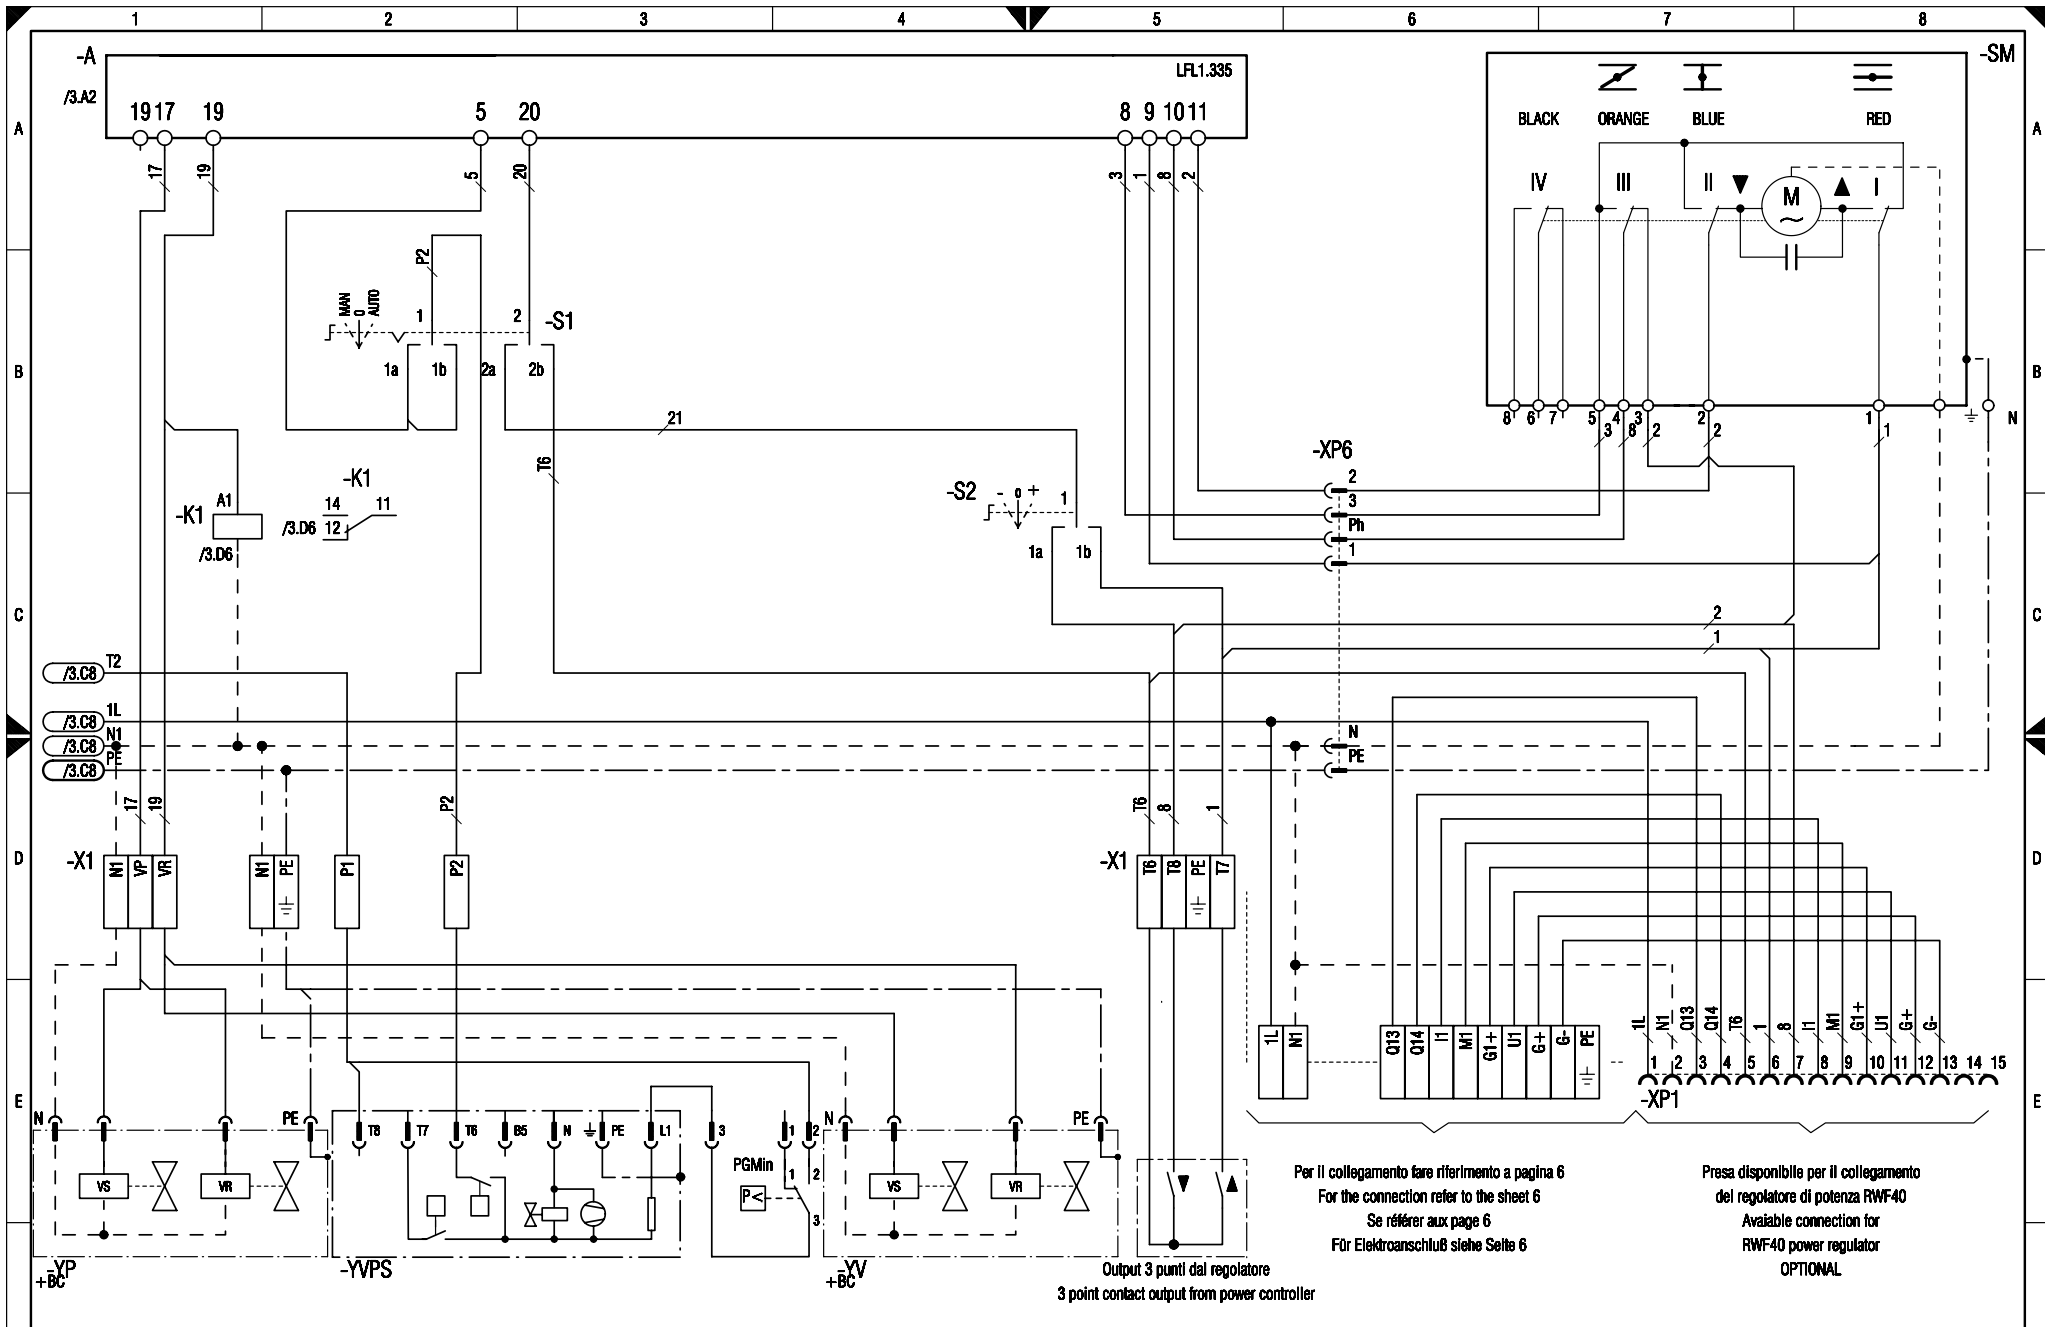 1 2 3 4 5 6 7 8
-A
LFL1.335
-SM
/3.A2
19 17 19 5 20 8 9 10 11
A A
BLACK ORANGE BLUE RED
17 19 5 20 3 1 8 2
IV III II M I
~
P2
MAN 0 AUTO
1 2 -S1
B B
1a 1b 2a 2b
8 6 7 5 4 3 2 1 N
3 8 2 2 1
21
T6
-XP6
-K1
2
-S2 - 0 + 1
3
A1 14 11
-K1 /3.D6 12
Ph
/3.D6
1a 1b
1
C C
2
1
/3.C8 T2
/3.C8 1L
/3.C8 N1
/3.C8 PE
N
PE
17 19 P2 T6 8 1
D D
-X1 N1 VP VR N1 PE P1 P2 -X1 T6 T8 PE T7
1L N1 Q13 Q14 I1 M1 G1+ U1 G+ G- PE
1L N1 Q13 Q14 T6 1 8 I1 M1 G1+ U1 G+ G-
1 2 3 4 5 6 7 8 9 10 11 12 13 14 15
E E
-XP1
N PE T8 T7 T6 B5 N PE L1 3 1 2 N PE
PGMin
1 2
P<
3
VS VR VS VR
Per il collegamento fare riferimento a pagina 6
For the connection refer to the sheet 6
Se référer aux page 6
Für Elektroanschluß siehe Seite 6
Presa disponibile per il collegamento
del regolatore di potenza RWF40
Avaiable connection for
RWF40 power regulator
OPTIONAL
-YP
+BC
-YVPS
-YV
+BC
Output 3 punti dal regolatore
3 point contact output from power controller